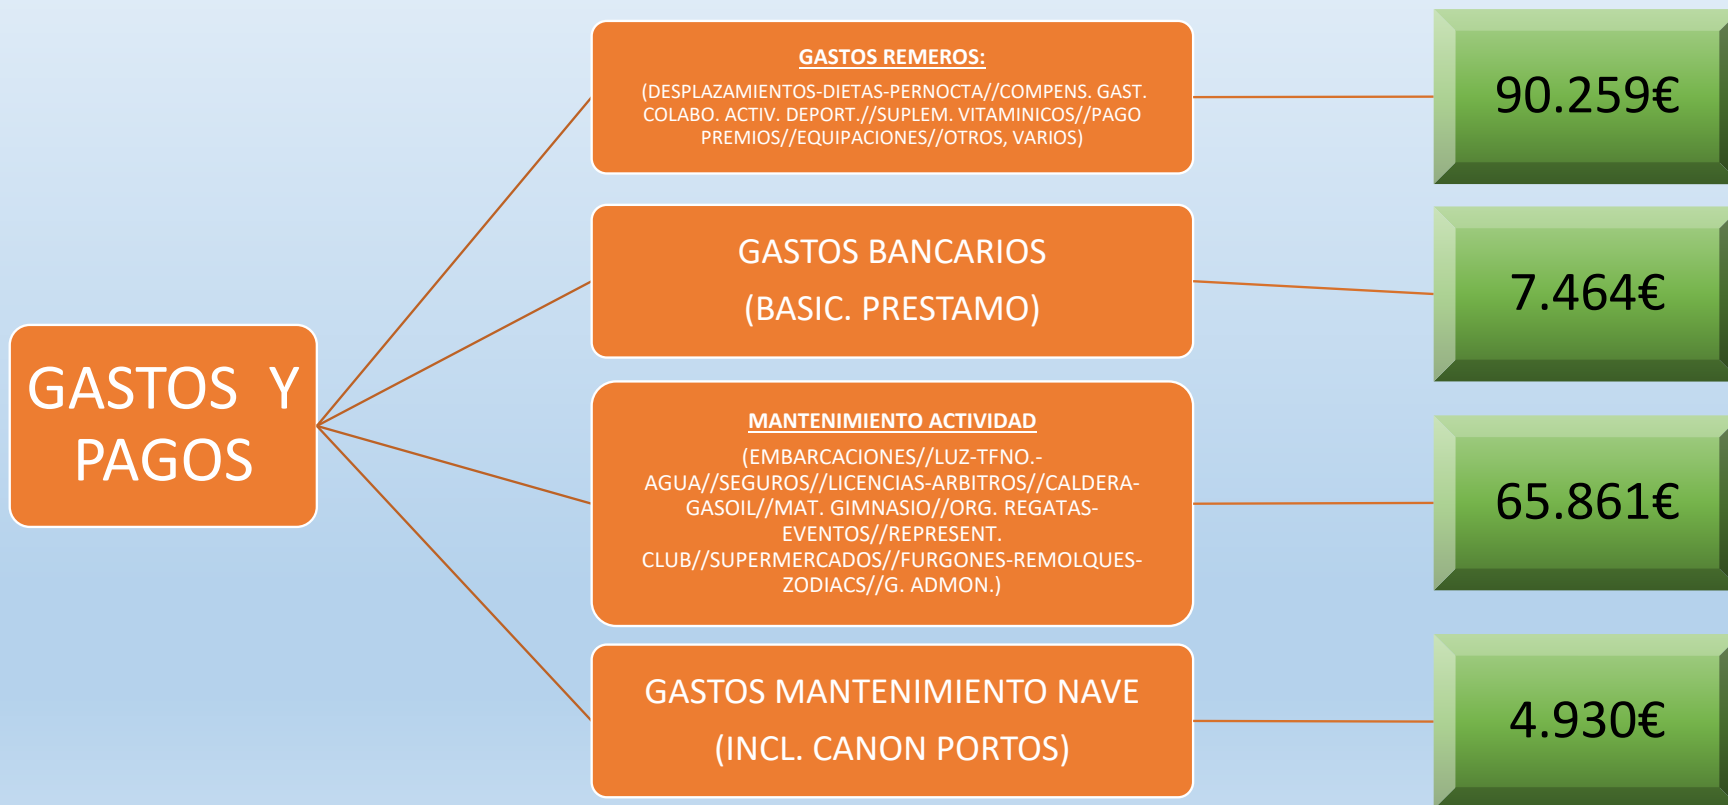 GASTOS Y
PAGOS
GASTOS REMEROS:
(DESPLAZAMIENTOS-DIETAS-PERNOCTA//COMPENS. GAST.
COLABO. ACTIV. DEPORT.//SUPLEM. VITAMINICOS//PAGO
PREMIOS//EQUIPACIONES//OTROS, VARIOS)
90.259€
GASTOS BANCARIOS
(BASIC. PRESTAMO)
7.464€
MANTENIMIENTO ACTIVIDAD
(EMBARCACIONES//LUZ-TFNO.-
AGUA//SEGUROS//LICENCIAS-ARBITROS//CALDERA-
GASOIL//MAT. GIMNASIO//ORG. REGATAS-
EVENTOS//REPRESENT.
CLUB//SUPERMERCADOS//FURGONES-REMOLQUES-
ZODIACS//G. ADMON.)
65.861€
GASTOS MANTENIMIENTO NAVE
(INCL. CANON PORTOS)
4.930€